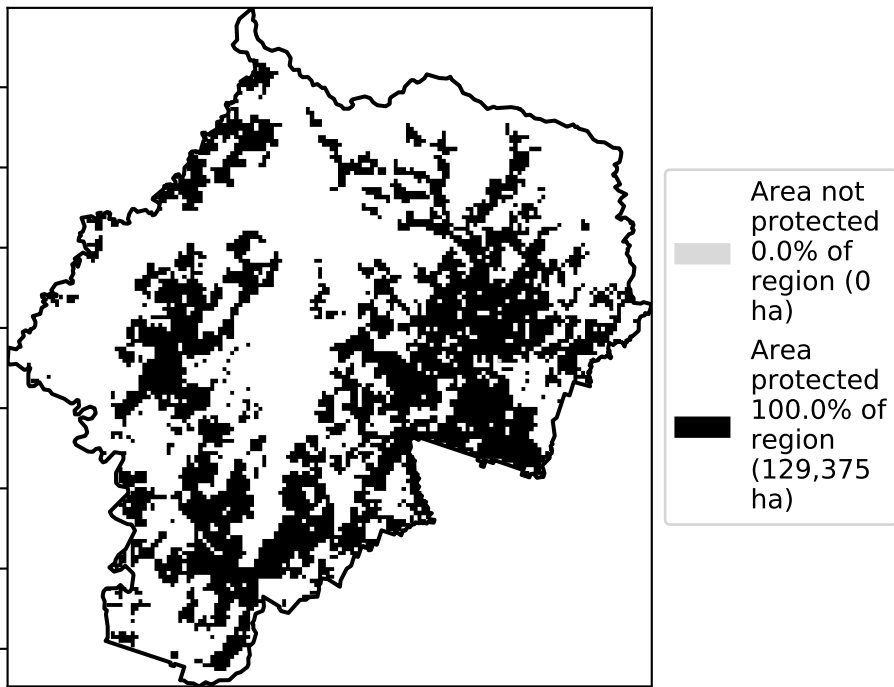 Area not
protected
0.0% of
region (0
ha)
Area
protected
100.0% of
region
(129,375
ha)